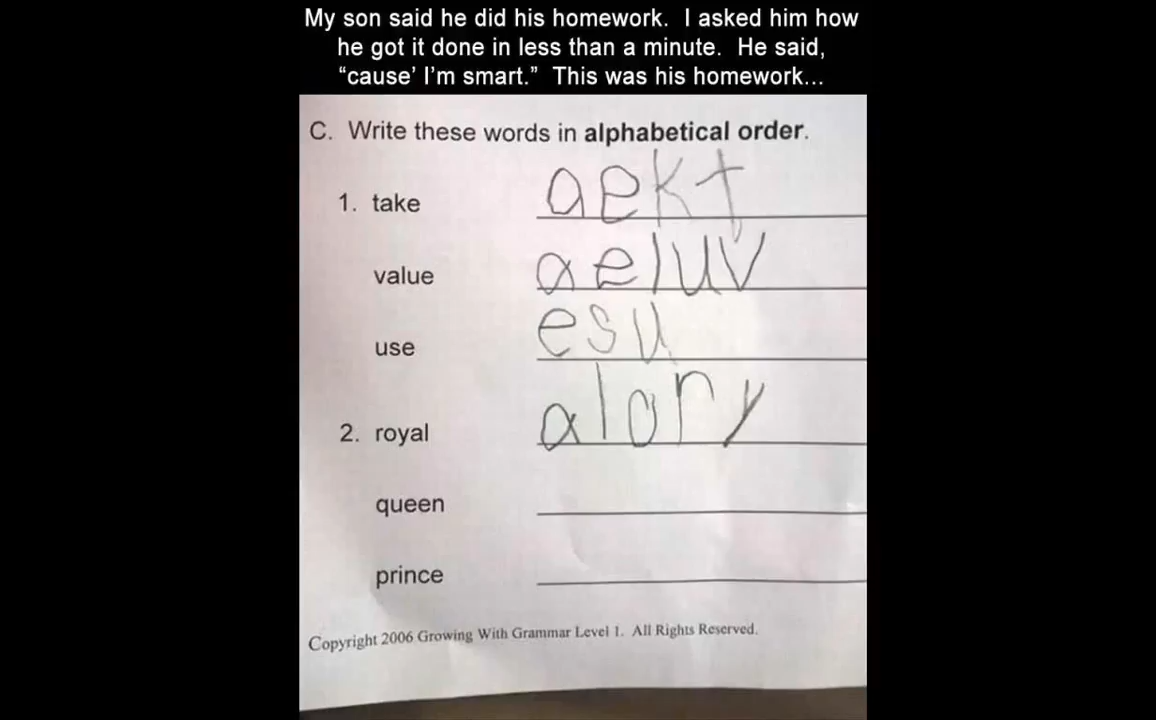 My son said he did his homework. I asked him how
he got it done in less than a minute. He said,
“cause’ I’m smart.” This was his homework...
C. Write these words in alphabetical order.
1. take aekt
value aeluv
use esu
2. royal alory
queen
prince
Copyright 2006 Growing With Grammar Level 1. All Rights Reserved.